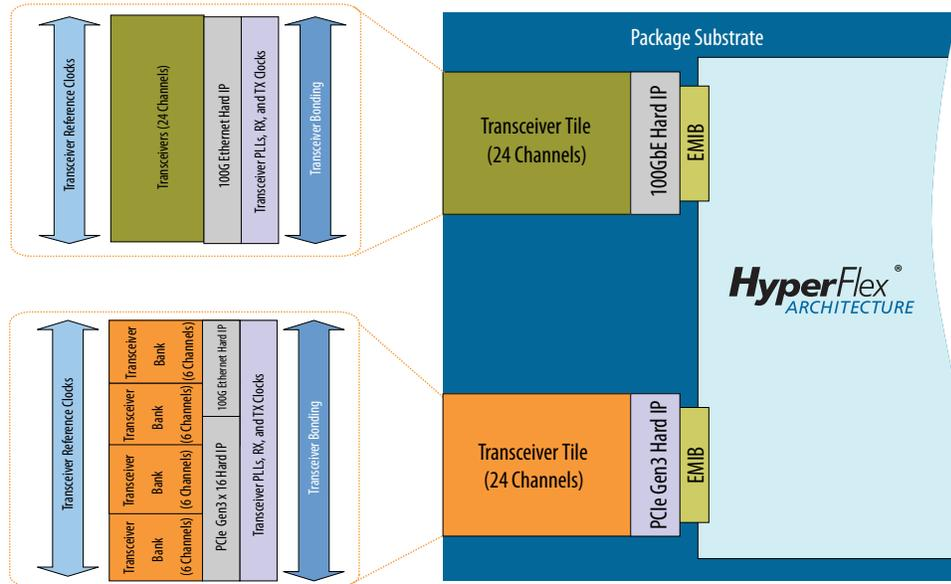 Package Substrate
Transceiver Reference Clocks
Transceivers (24 Channels)
100G Ethernet Hard IP
Transceiver PLLs, RX, and TX Clocks
Transceiver Bonding
Transceiver Tile
(24 Channels)
100GbE Hard IP
EMIB
HyperFlex®
ARCHITECTURE
Transceiver Reference Clocks
Transceiver
Bank
(6 Channels)
Transceiver
Bank
(6 Channels)
Transceiver
Bank
(6 Channels)
Transceiver
Bank
(6 Channels)
100G Ethernet Hard IP
PCIe Gen3 x 16 Hard IP
Transceiver PLLs, RX, and TX Clocks
Transceiver Bonding
Transceiver Tile
(24 Channels)
PCIe Gen3 Hard IP
EMIB